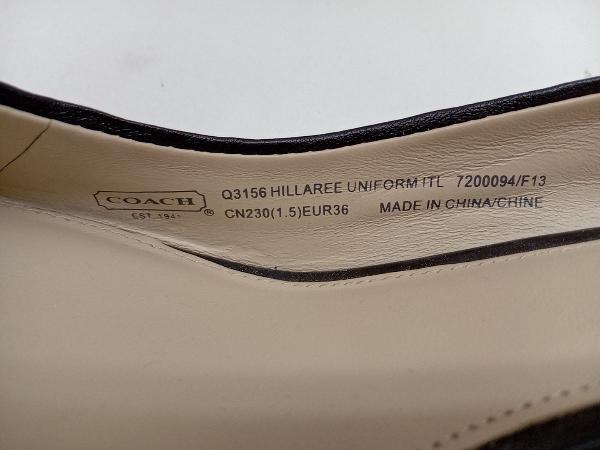 COACH
EST. 1941
®
Q3156 HILLAREE UNIFORM ITL 7200094/F13
CN230(1.5)EUR36 MADE IN CHINA/CHINE